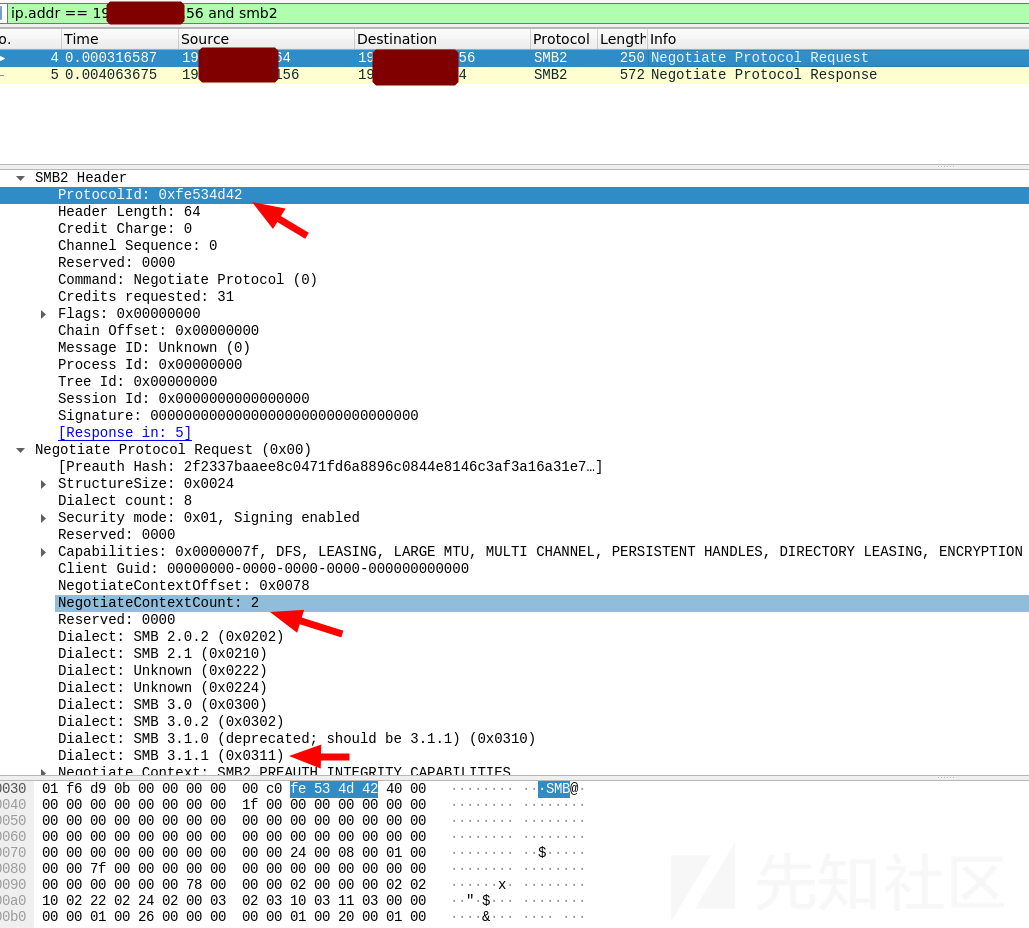 ip.addr == 19 56 and smb2
o. Time Source Destination Protocol Length Info
4 0.000316587 19 64 19 56 SMB2 250 Negotiate Protocol Request
5 0.004063675 19 156 19 4 SMB2 572 Negotiate Protocol Response
SMB2 Header
ProtocolId: 0xfe534d42
Header Length: 64
Credit Charge: 0
Channel Sequence: 0
Reserved: 0000
Command: Negotiate Protocol (0)
Credits requested: 31
Flags: 0x00000000
Chain Offset: 0x00000000
Message ID: Unknown (0)
Process Id: 0x00000000
Tree Id: 0x00000000
Session Id: 0x0000000000000000
Signature: 00000000000000000000000000000000
[Response in: 5]
Negotiate Protocol Request (0x00)
[Preauth Hash: 2f2337baaee8c0471fd6a8896c0844e8146c3af3a16a31e7…]
StructureSize: 0x0024
Dialect count: 8
Security mode: 0x01, Signing enabled
Reserved: 0000
Capabilities: 0x0000007f, DFS, LEASING, LARGE MTU, MULTI CHANNEL, PERSISTENT HANDLES, DIRECTORY LEASING, ENCRYPTION
Client Guid: 00000000-0000-0000-0000-000000000000
NegotiateContextOffset: 0x0078
NegotiateContextCount: 2
Reserved: 0000
Dialect: SMB 2.0.2 (0x0202)
Dialect: SMB 2.1 (0x0210)
Dialect: Unknown (0x0222)
Dialect: Unknown (0x0224)
Dialect: SMB 3.0 (0x0300)
Dialect: SMB 3.0.2 (0x0302)
Dialect: SMB 3.1.0 (deprecated; should be 3.1.1) (0x0310)
Dialect: SMB 3.1.1 (0x0311)
Negotiate Context: SMB2_PREAUTH_INTEGRITY_CAPABILITIES
0030 01 f6 d9 0b 00 00 00 00 00 c0 fe 53 4d 42 40 00 ········ ···SMB@·
0040 00 00 00 00 00 00 00 00 1f 00 00 00 00 00 00 00 ········ ········
0050 00 00 00 00 00 00 00 00 00 00 00 00 00 00 00 00 ········ ········
0060 00 00 00 00 00 00 00 00 00 00 00 00 00 00 00 00 ········ ········
0070 00 00 00 00 00 00 00 00 00 00 24 00 08 00 01 00 ········ ··$·····
0080 00 00 7f 00 00 00 00 00 00 00 00 00 00 00 00 00 ········ ········
0090 00 00 00 00 00 00 78 00 00 00 02 00 00 00 02 02 ······x· ········
00a0 10 02 22 02 24 02 00 03 02 03 10 03 11 03 00 00 ··"·$··· ········
00b0 00 00 01 00 26 00 00 00 00 00 01 00 20 00 01 00 ····&··· ···· ···
先知社区